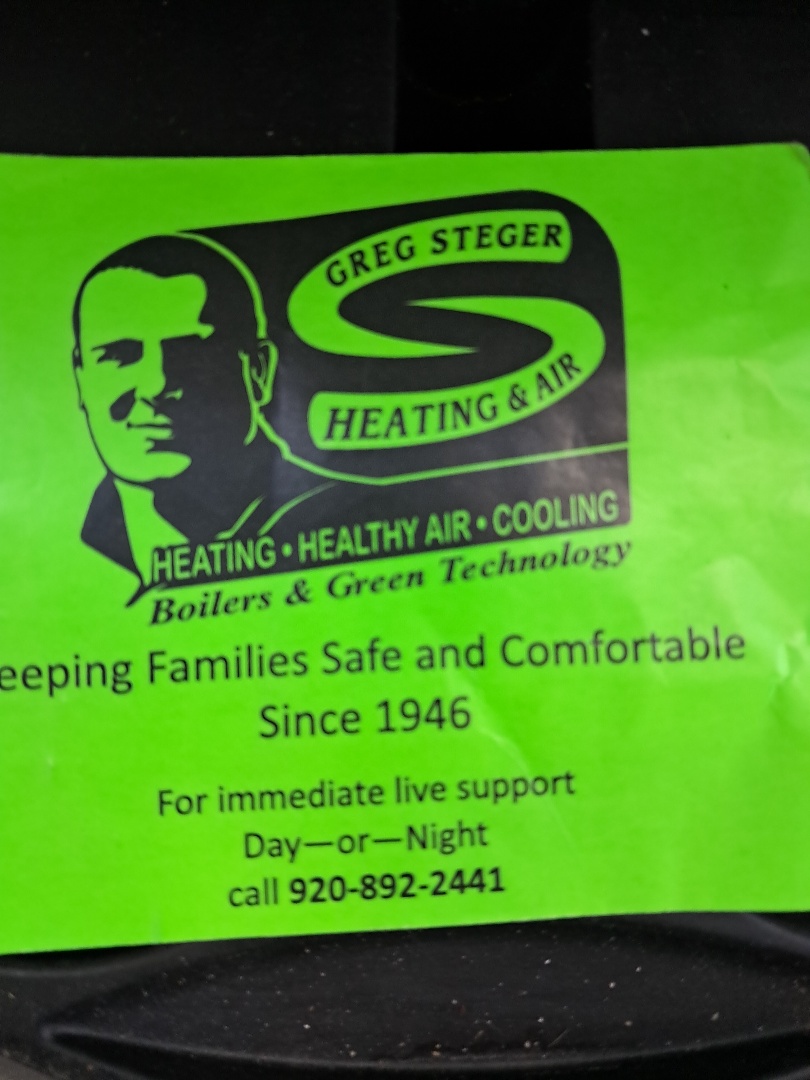 GREG STEGER
HEATING & AIR
HEATING • HEALTHY AIR • COOLING
Boilers & Green Technology
eeping Families Safe and Comfortable
Since 1946
For immediate live support
Day—or—Night
call 920-892-2441